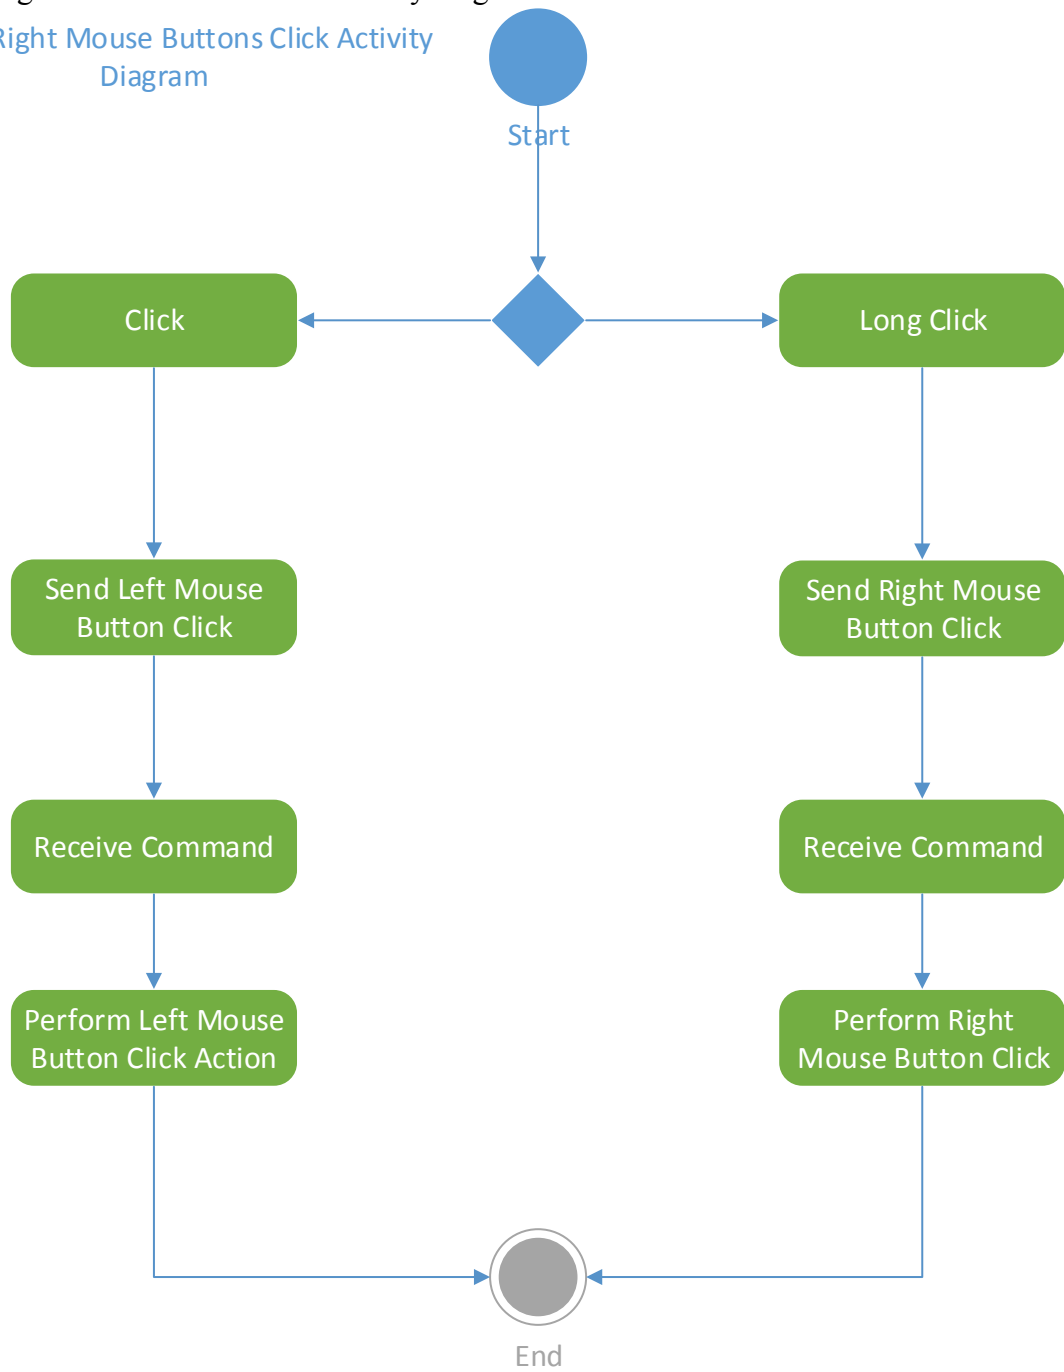 Right Mouse Buttons Click Activity
Diagram
Start
Click
Long Click
Send Left Mouse
Button Click
Send Right Mouse
Button Click
Receive Command
Receive Command
Perform Left Mouse
Button Click Action
Perform Right
Mouse Button Click
End